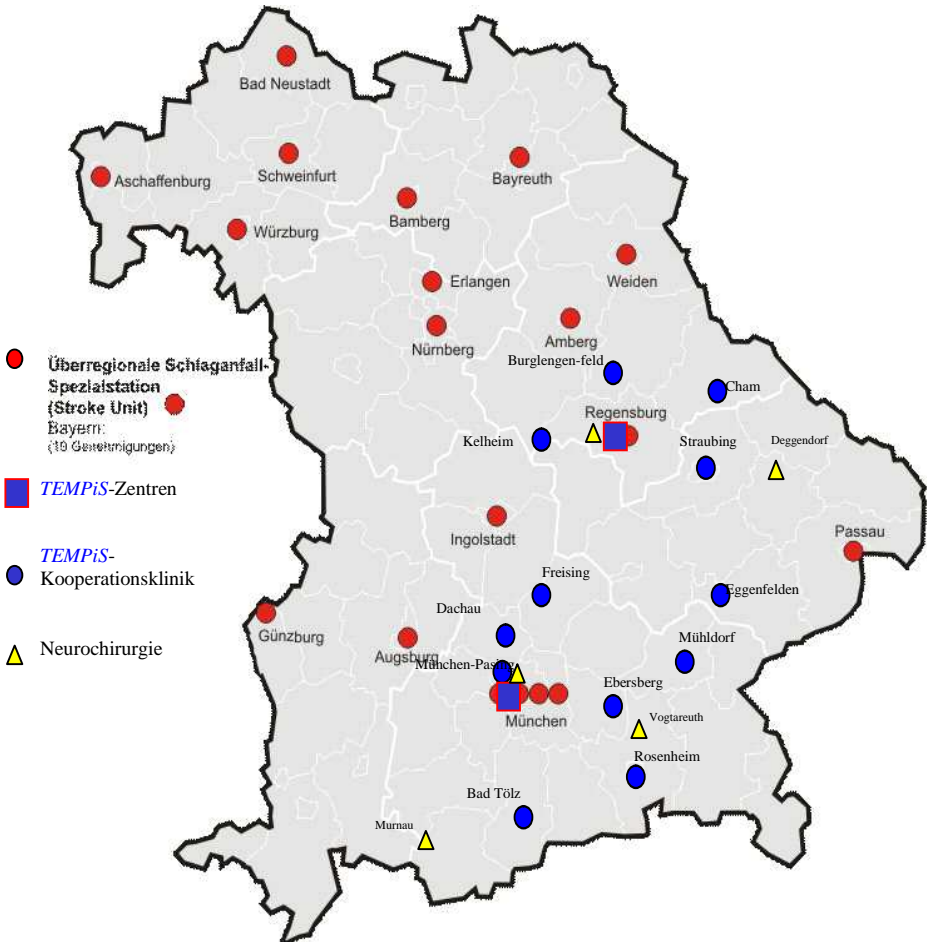 Bad Neustadt
Schweinfurt
Aschaffenburg
Bayreuth
Bamberg
Würzburg
Weiden
Erlangen
Amberg
Nürnberg
Burglengen-feld
Cham
Überregionale Schlaganfall-
Spezialstation
(Stroke Unit)
Bayern:
Regensburg
Kelheim
Straubing
Deggendorf
TEMPiS-Zentren
Ingolstadt
Passau
TEMPiS-
Kooperationsklinik
Freising
Eggenfelden
Dachau
Günzburg
Augsburg
Mühldorf
Neurochirurgie
München-Pasing
Ebersberg
München
Vogtareuth
Rosenheim
Bad Tölz
Murnau